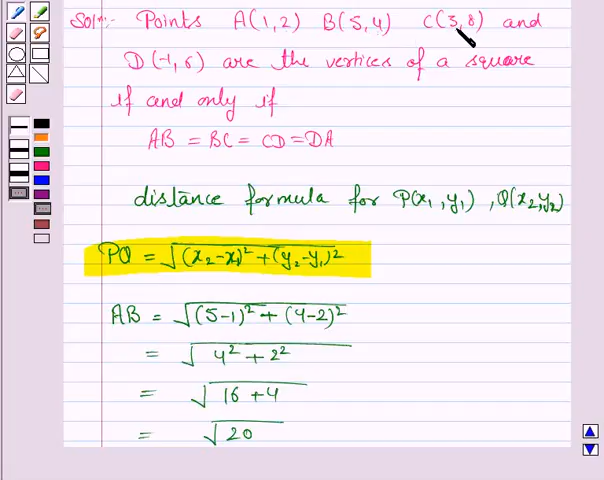 Soln:- Points A(1,2) B(5,4) C(3,8) and
D(-1,6) are the vertices of a square
if and only if
AB = BC = CD = DA
distance formula for P(x₁,y₁), Q(x₂,y₂)
PQ = √(x₂-x₁)² + (y₂-y₁)²
AB = √(5-1)² + (4-2)²
= √4² + 2²
= √16 + 4
= √20